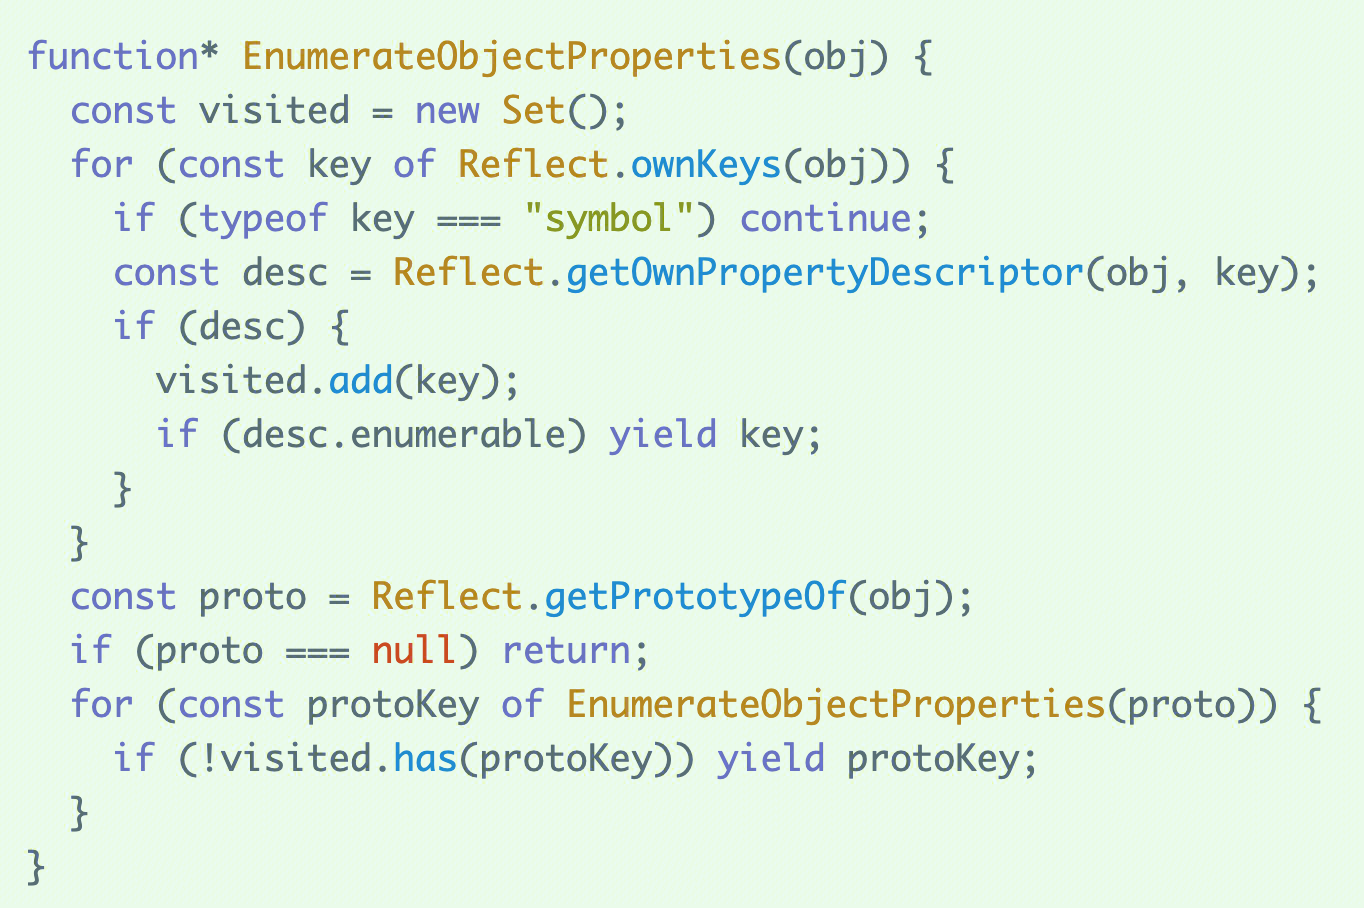 function* EnumerateObjectProperties(obj) {
  const visited = new Set();
  for (const key of Reflect.ownKeys(obj)) {
    if (typeof key === "symbol") continue;
    const desc = Reflect.getOwnPropertyDescriptor(obj, key);
    if (desc) {
      visited.add(key);
      if (desc.enumerable) yield key;
    }
  }
  const proto = Reflect.getPrototypeOf(obj);
  if (proto === null) return;
  for (const protoKey of EnumerateObjectProperties(proto)) {
    if (!visited.has(protoKey)) yield protoKey;
  }
}